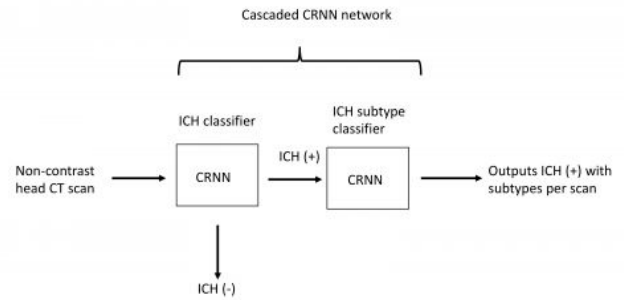 Cascaded CRNN network
ICH classifier
ICH subtype
classifier
Non-contrast
head CT scan
CRNN
ICH (+)
CRNN
Outputs ICH (+) with
subtypes per scan
ICH (-)